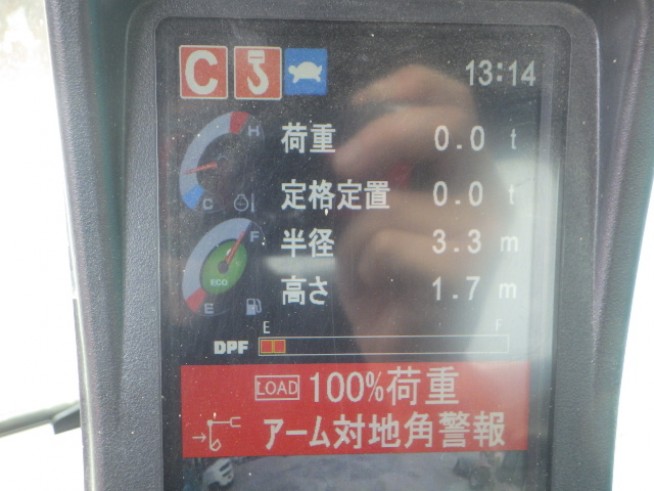 C 13:14
H
荷重 0.0 t
C
定格定置 0.0 t
F
半径 3.3 m
ECO
高さ 1.7 m
E
E F
DPF
LOAD 100%荷重
アーム対地角警報